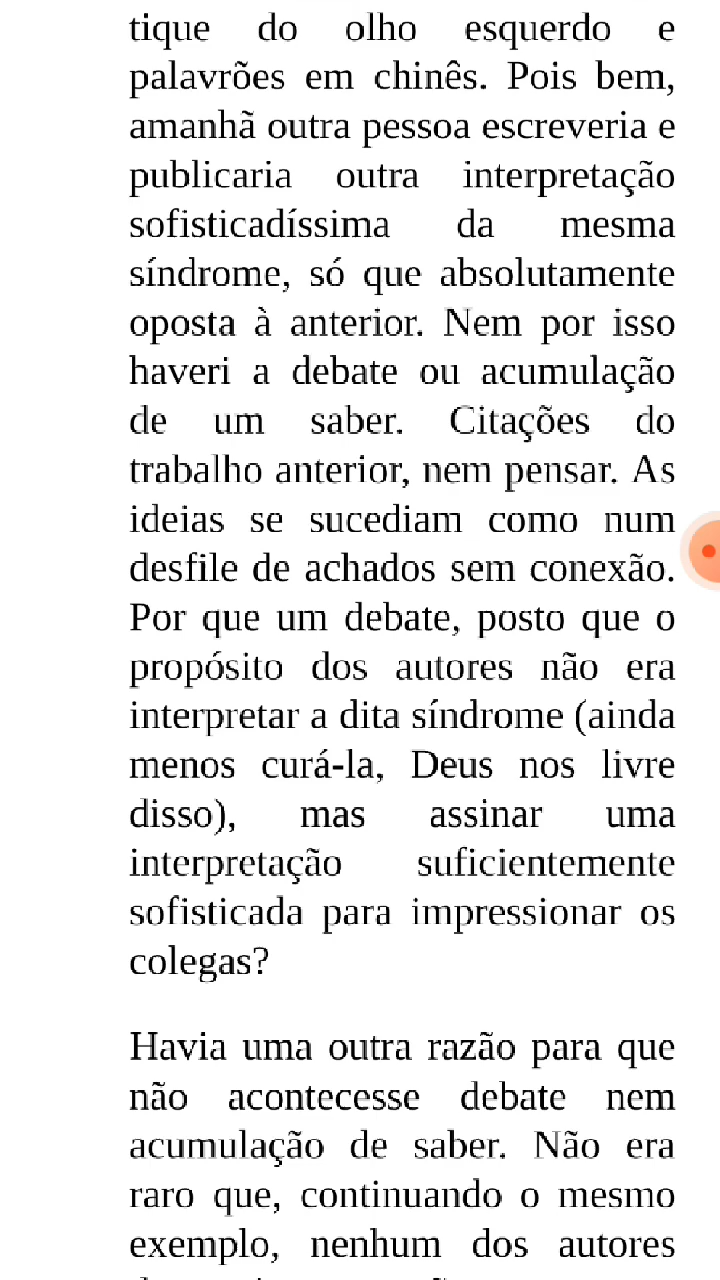 tique do olho esquerdo e
palavrões em chinês. Pois bem,
amanhã outra pessoa escreveria e
publicaria outra interpretação
sofisticadíssima da mesma
síndrome, só que absolutamente
oposta à anterior. Nem por isso
haveri a debate ou acumulação
de um saber. Citações do
trabalho anterior, nem pensar. As
ideias se sucediam como num
desfile de achados sem conexão.
Por que um debate, posto que o
propósito dos autores não era
interpretar a dita síndrome (ainda
menos curá-la, Deus nos livre
disso), mas assinar uma
interpretação suficientemente
sofisticada para impressionar os
colegas?
Havia uma outra razão para que
não acontecesse debate nem
acumulação de saber. Não era
raro que, continuando o mesmo
exemplo, nenhum dos autores